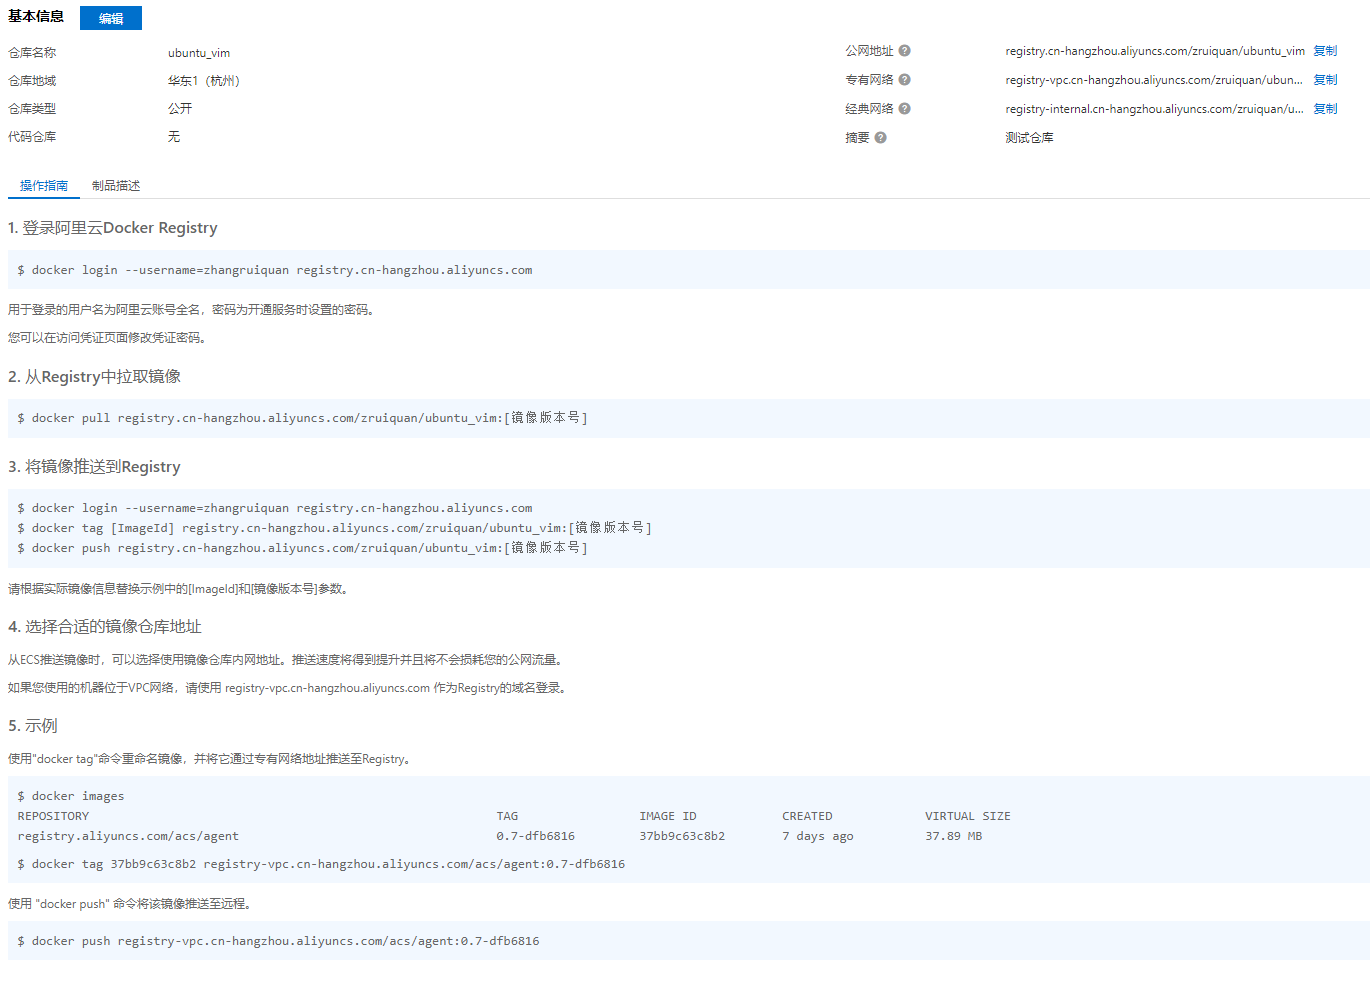 基本信息 编辑
仓库名称 ubuntu_vim 公网地址 registry.cn-hangzhou.aliyuncs.com/zruiquan/ubuntu_vim 复制
仓库地域 华东1（杭州） 专有网络 registry-vpc.cn-hangzhou.aliyuncs.com/zruiquan/ubun... 复制
仓库类型 公开 经典网络 registry-internal.cn-hangzhou.aliyuncs.com/zruiquan/u... 复制
代码仓库 无 摘要 测试仓库
操作指南 制品描述
1. 登录阿里云Docker Registry
$ docker login --username=zhangruiquan registry.cn-hangzhou.aliyuncs.com
用于登录的用户名为阿里云账号全名，密码为开通服务时设置的密码。
您可以在访问凭证页面修改凭证密码。
2. 从Registry中拉取镜像
$ docker pull registry.cn-hangzhou.aliyuncs.com/zruiquan/ubuntu_vim:[镜像版本号]
3. 将镜像推送到Registry
$ docker login --username=zhangruiquan registry.cn-hangzhou.aliyuncs.com
$ docker tag [ImageId] registry.cn-hangzhou.aliyuncs.com/zruiquan/ubuntu_vim:[镜像版本号]
$ docker push registry.cn-hangzhou.aliyuncs.com/zruiquan/ubuntu_vim:[镜像版本号]
请根据实际镜像信息替换示例中的[ImageId]和[镜像版本号]参数。
4. 选择合适的镜像仓库地址
从ECS推送镜像时，可以选择使用镜像仓库内网地址。推送速度将得到提升并且将不会损耗您的公网流量。
如果您使用的机器位于VPC网络，请使用 registry-vpc.cn-hangzhou.aliyuncs.com 作为Registry的域名登录。
5. 示例
使用"docker tag"命令重命名镜像，并将它通过专有网络地址推送至Registry。
$ docker images
REPOSITORY TAG IMAGE ID CREATED VIRTUAL SIZE
registry.aliyuncs.com/acs/agent 0.7-dfb6816 37bb9c63c8b2 7 days ago 37.89 MB
$ docker tag 37bb9c63c8b2 registry-vpc.cn-hangzhou.aliyuncs.com/acs/agent:0.7-dfb6816
使用 "docker push" 命令将该镜像推送至远程。
$ docker push registry-vpc.cn-hangzhou.aliyuncs.com/acs/agent:0.7-dfb6816